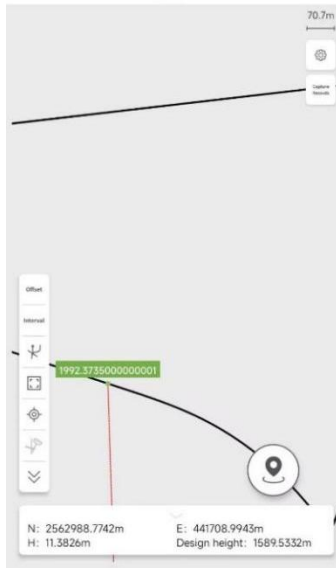 70.7m
Capture
Records
Offset
Interval
1992.3735000000001
N: 2562988.7742m E: 441708.9943m
H: 11.3826m Design height: 1589.5332m